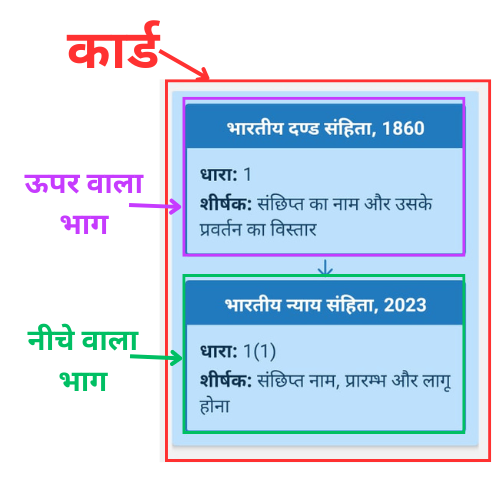 कार्ड
भारतीय दण्ड संहिता, 1860
धारा: 1
शीर्षक: संछिप्त का नाम और उसके
प्रवर्तन का विस्तार
ऊपर वाला
भाग
भारतीय न्याय संहिता, 2023
धारा: 1(1)
शीर्षक: संछिप्त नाम, प्रारम्भ और लागू
होना
नीचे वाला
भाग